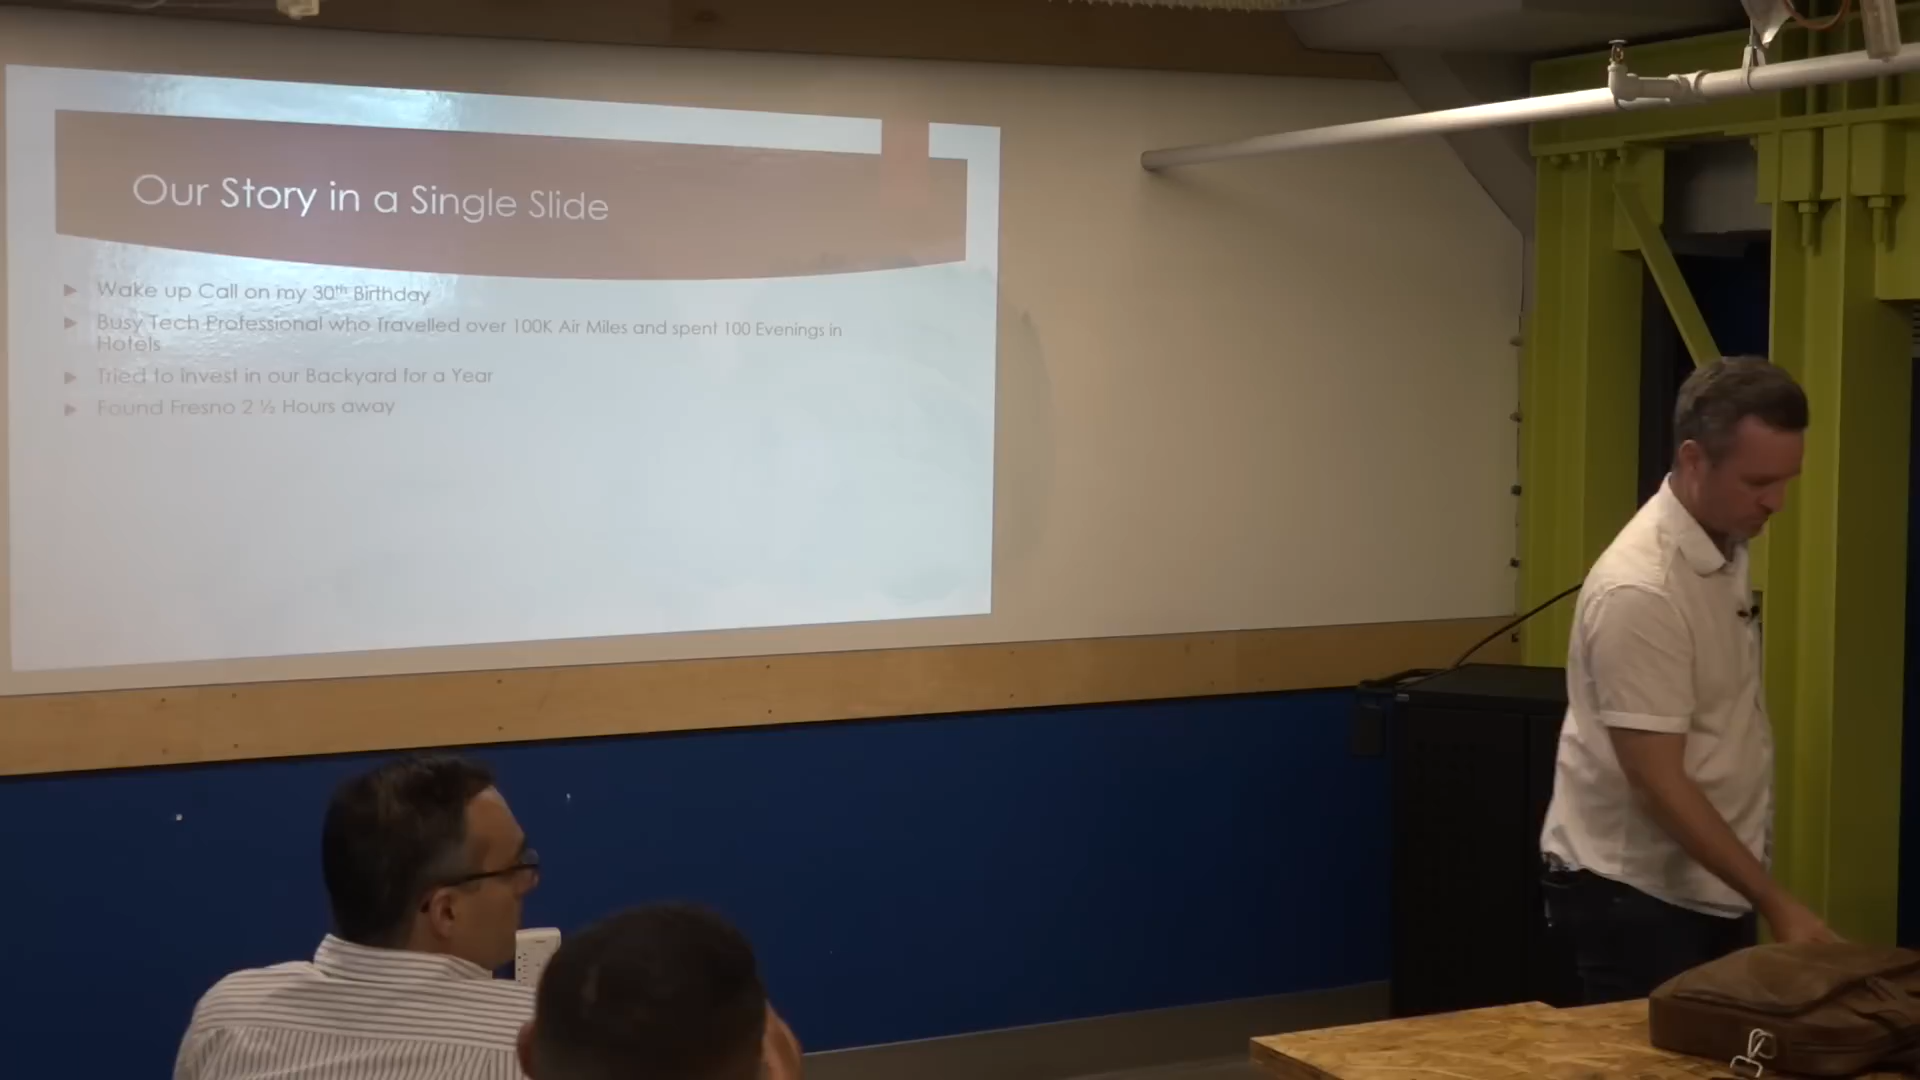 Our Story in a Single Slide
Wake up Call on my 30th Birthday
Busy Tech Professional who Travelled over 100K Air Miles and spent 100 Evenings in
Hotels
Tried to Invest in our Backyard for a Year
Found Fresno 2 ½ Hours away